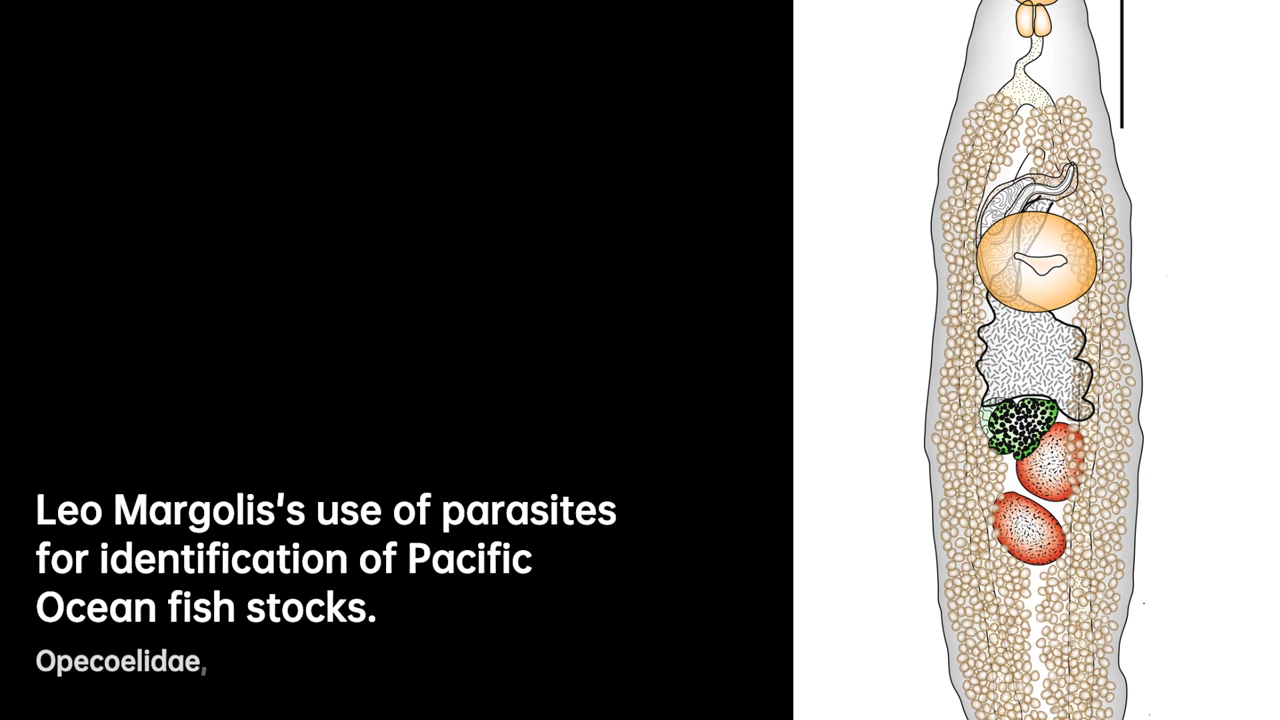 Leo Margolis's use of parasites
for identification of Pacific
Ocean fish stocks.
Opecoelidae,